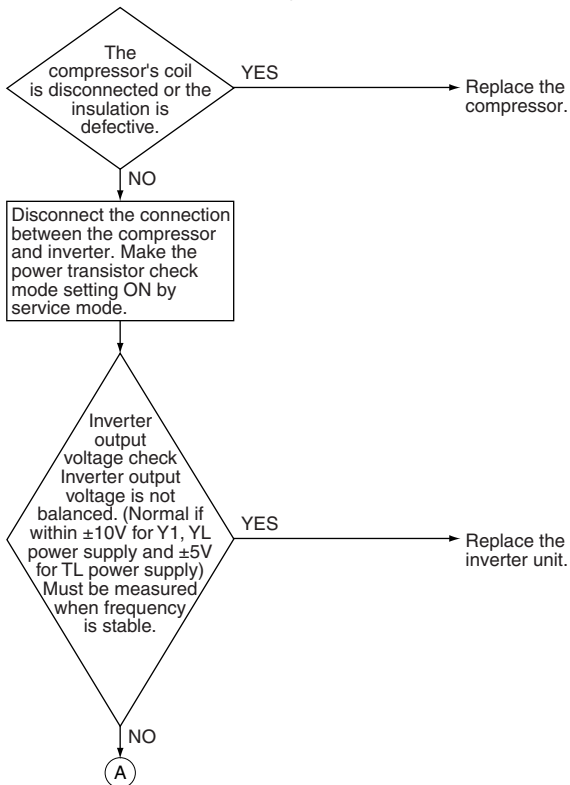 The
compressor's coil
is disconnected or the
insulation is
defective.
YES
Replace the
compressor.
NO
Disconnect the connection
between the compressor
and inverter. Make the
power transistor check
mode setting ON by
service mode.
Inverter
output
voltage check
Inverter output
voltage is not
balanced. (Normal if
within ±10V for Y1, YL
power supply and ±5V
for TL power supply)
Must be measured
when frequency
is stable.
YES
Replace the
inverter unit.
NO
A